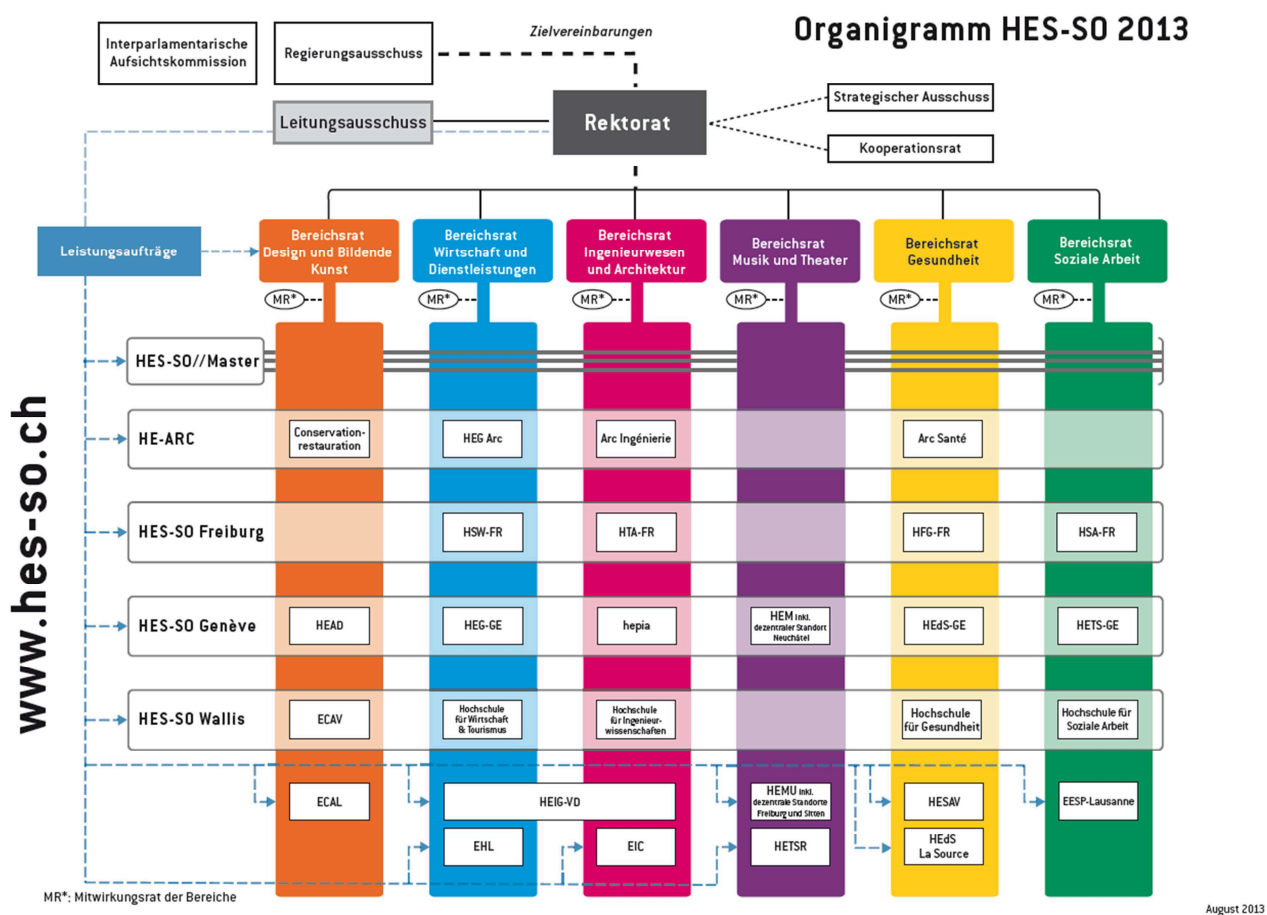 Organigramm HES-SO 2013
Interparlamentarische
Aufsichtskommission
Regierungsausschuss
Zielvereinbarungen
Leitungsausschuss
Rektorat
Strategischer Ausschuss
Kooperationsrat
Leistungsaufträge
Bereichsrat
Design und Bildende
Kunst
Bereichsrat
Wirtschaft und
Dienstleistungen
Bereichsrat
Ingenieurwesen
und Architektur
Bereichsrat
Musik und Theater
Bereichsrat
Gesundheit
Bereichsrat
Soziale Arbeit
MR*
MR*
MR*
MR*
MR*
MR*
www.hes-so.ch
HES-SO//Master
HE-ARC
Conservation-
restauration
HEG Arc
Arc Ingénierie
Arc Santé
HES-SO Freiburg
HSW-FR
HTA-FR
HFG-FR
HSA-FR
HES-SO Genève
HEAD
HEG-GE
hepia
HEM inkl.
dezentraler Standort
Neuchâtel
HEdS-GE
HETS-GE
HES-SO Wallis
ECAV
Hochschule
für Wirtschaft
& Tourismus
Hochschule
für Ingenieur-
wissenschaften
Hochschule
für Gesundheit
Hochschule für
Soziale Arbeit
ECAL
HEIG-VD
HEMU inkl.
dezentrale Standorte
Freiburg und Sitten
HESAV
EESP-Lausanne
EHL
EIC
HETSR
HEdS
La Source
MR*: Mitwirkungsrat der Bereiche
August 2013